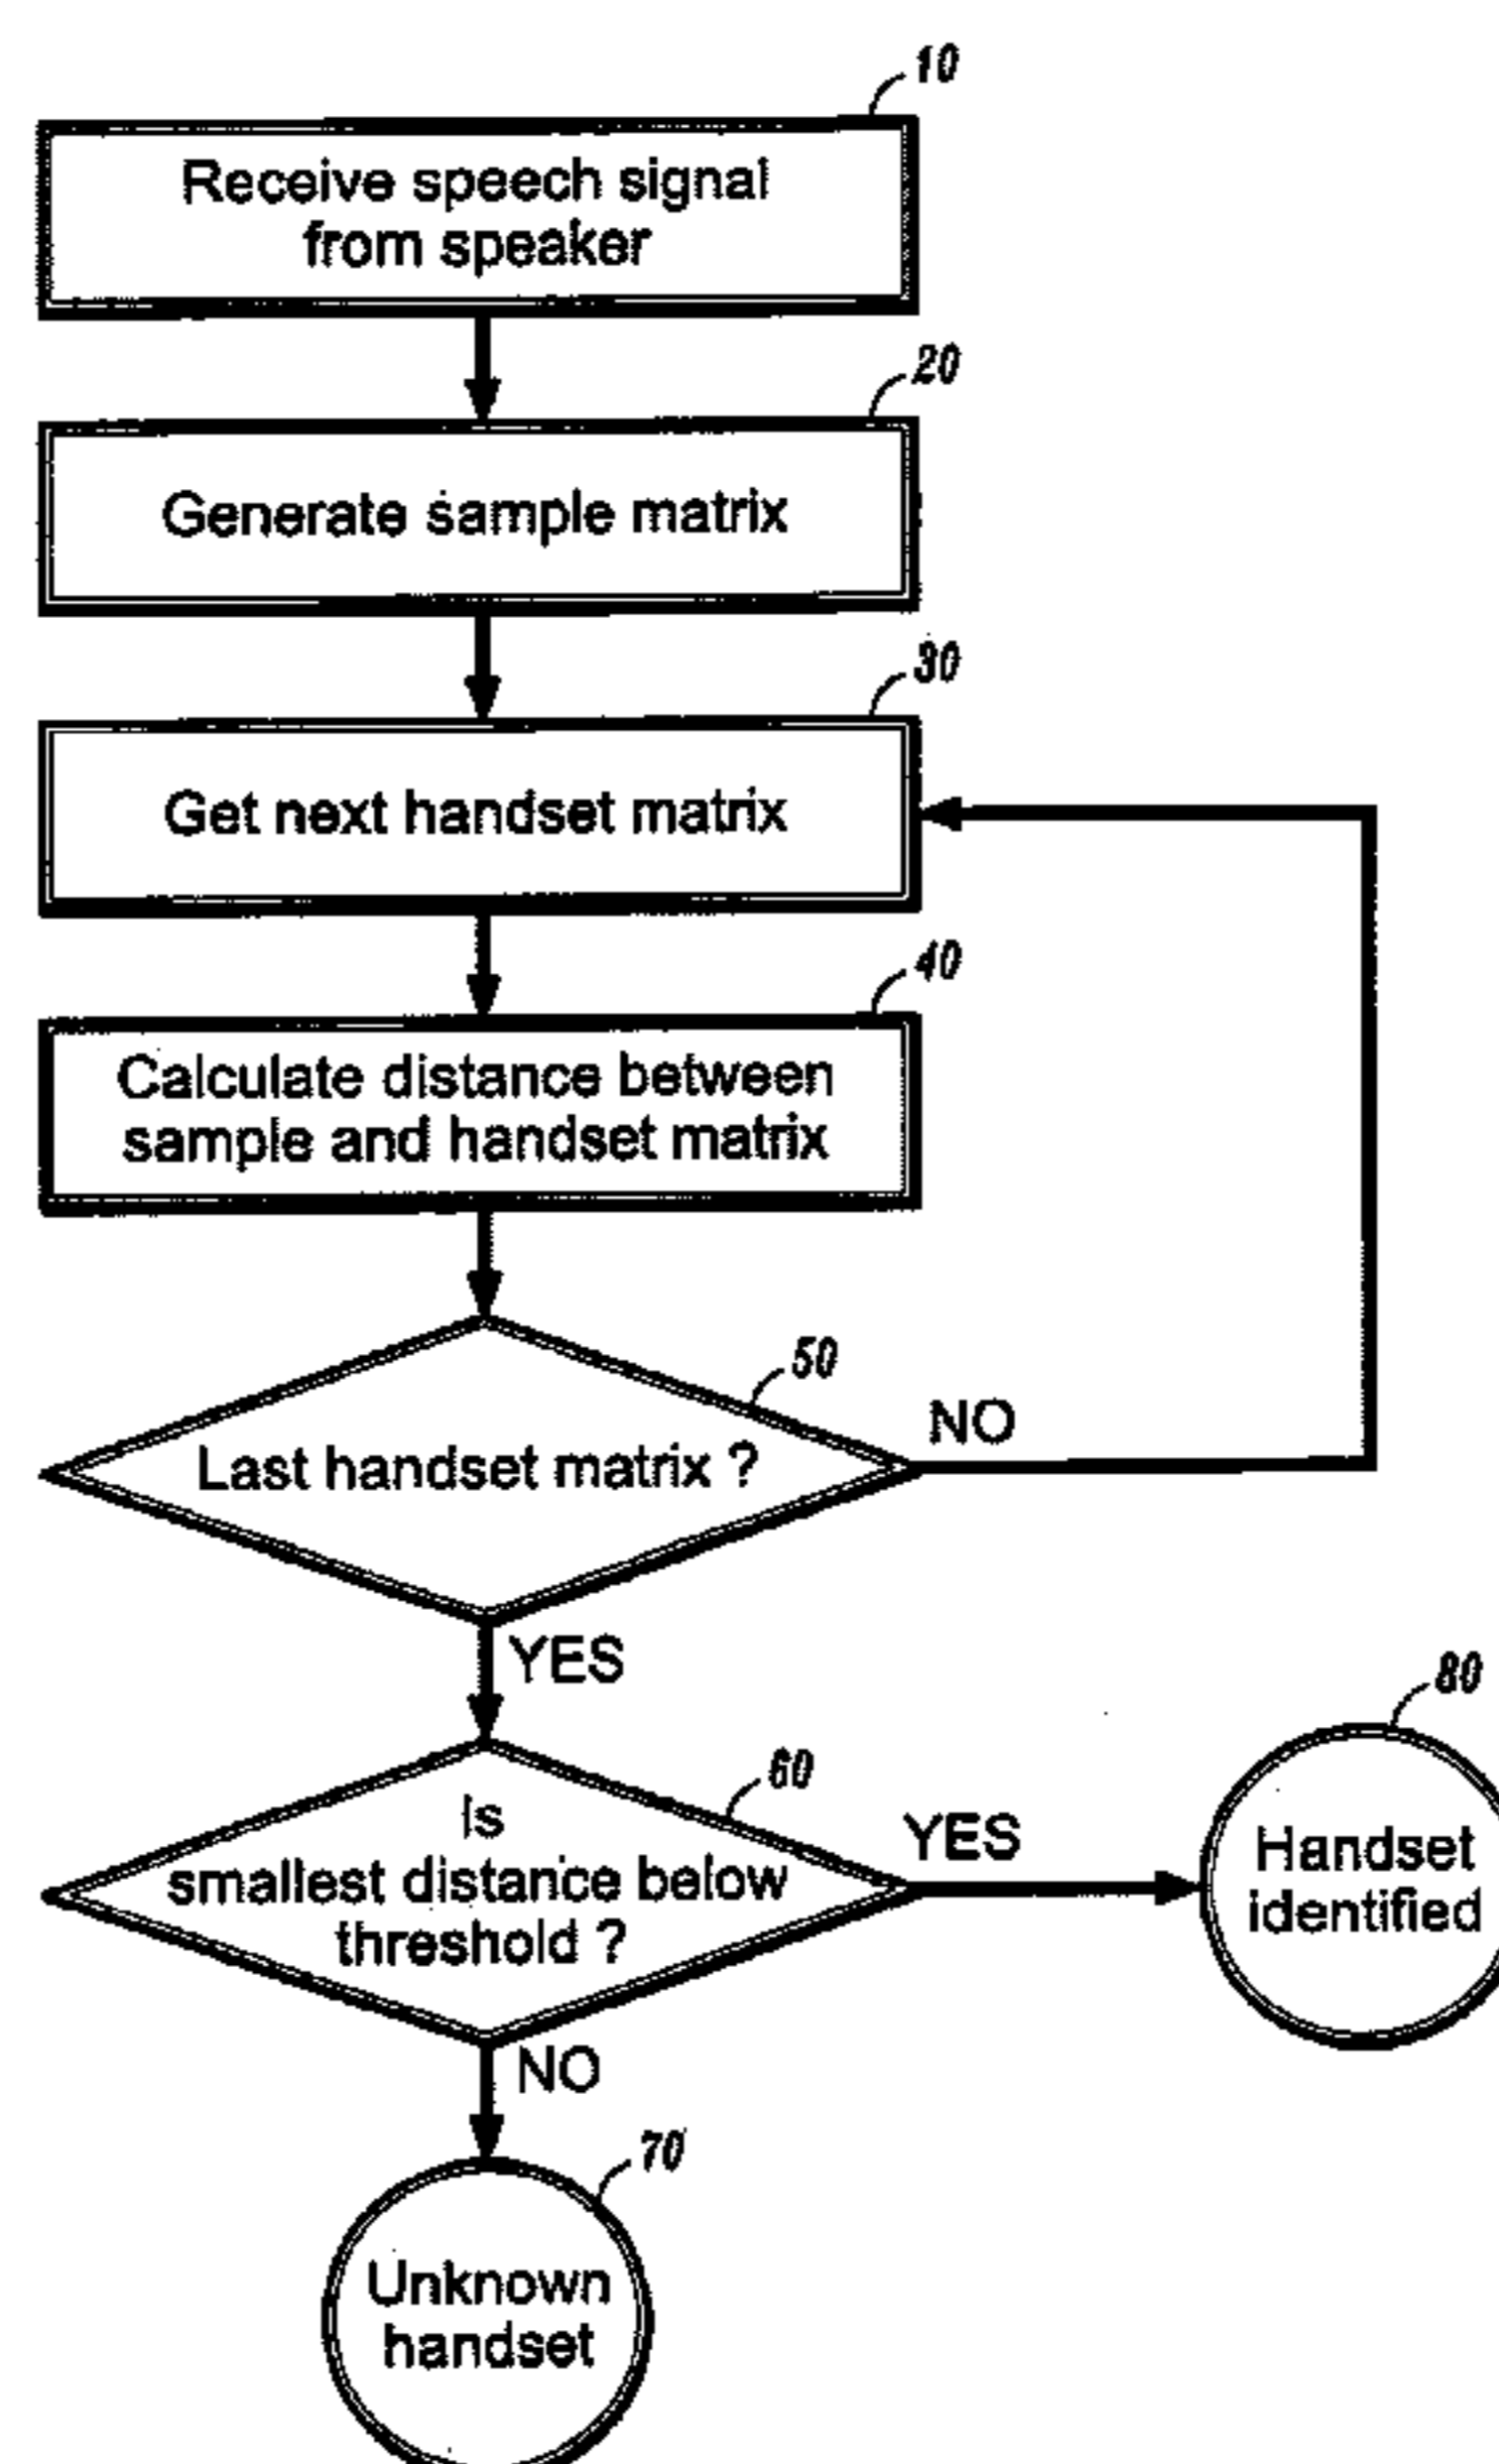 10
Receive speech signal
from speaker
20
Generate sample matrix
30
Get next handset matrix
40
Calculate distance between
sample and handset matrix
50
Last handset matrix ?
NO
YES
60
Is
smallest distance below
threshold ?
YES
80
Handset
identified
NO
70
Unknown
handset